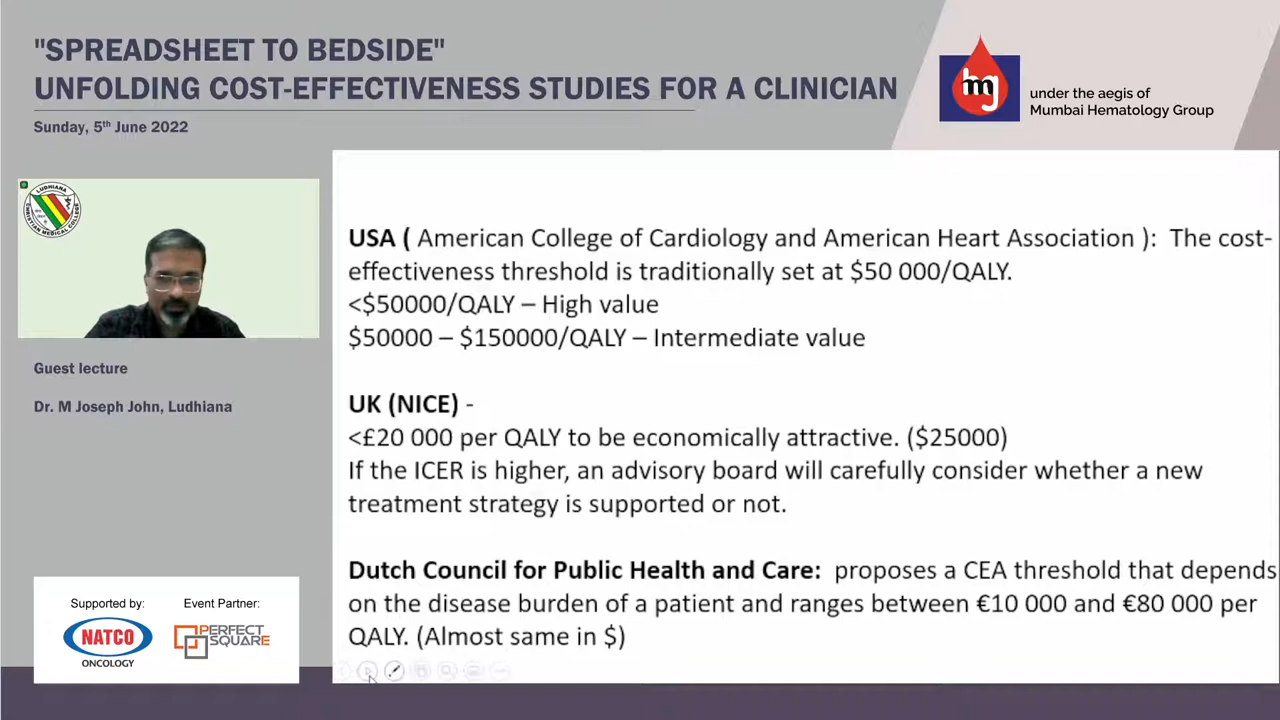 "SPREADSHEET TO BEDSIDE"
UNFOLDING COST-EFFECTIVENESS STUDIES FOR A CLINICIAN
Sunday, 5th June 2022
mg
under the aegis of
Mumbai Hematology Group
LUDHIANA
CHRISTIAN MEDICAL COLLEGE
Guest lecture
Dr. M Joseph John, Ludhiana
Supported by:
Event Partner:
NATCO
ONCOLOGY
PERFECT
SQUARE
USA ( American College of Cardiology and American Heart Association ):  The cost-
effectiveness threshold is traditionally set at $50 000/QALY.
<$50000/QALY – High value
$50000 – $150000/QALY – Intermediate value
UK (NICE) -
<£20 000 per QALY to be economically attractive. ($25000)
If the ICER is higher, an advisory board will carefully consider whether a new
treatment strategy is supported or not.
Dutch Council for Public Health and Care:  proposes a CEA threshold that depends
on the disease burden of a patient and ranges between €10 000 and €80 000 per
QALY. (Almost same in $)